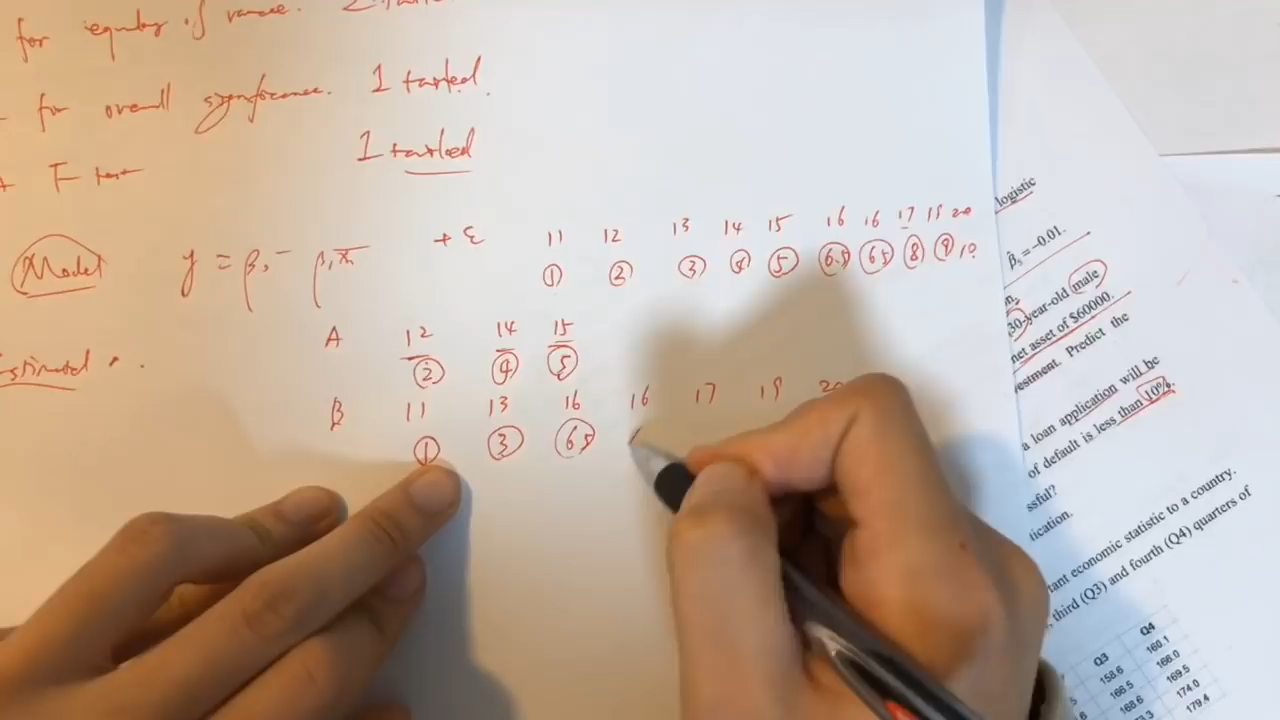 for equality of variance. 2
for overall significance. 1 tailed.
1 tailed
F test
Model y = β₀ - β₁x₁ + ε
11 12 13 14 15 16 16 17 19 20
① ② ③ ④ ⑤ 6.5 6.5 ⑧ ⑨ 10
A 12 14 15
② ④ ⑤
Estimated
B 11 13 16 16 17 19 20
① ③ 6.5
logistic
β̂₅ = −0.01.
30-year-old male
net asset of $60000.
estment. Predict the
a loan application will be
of default is less than 10%.
ssful?
tication.
tant economic statistic to a country.
, third (Q3) and fourth (Q4) quarters of
Q3 Q4
158.6 160.1
166.5 166.0
168.6 169.5
174.0
179.4